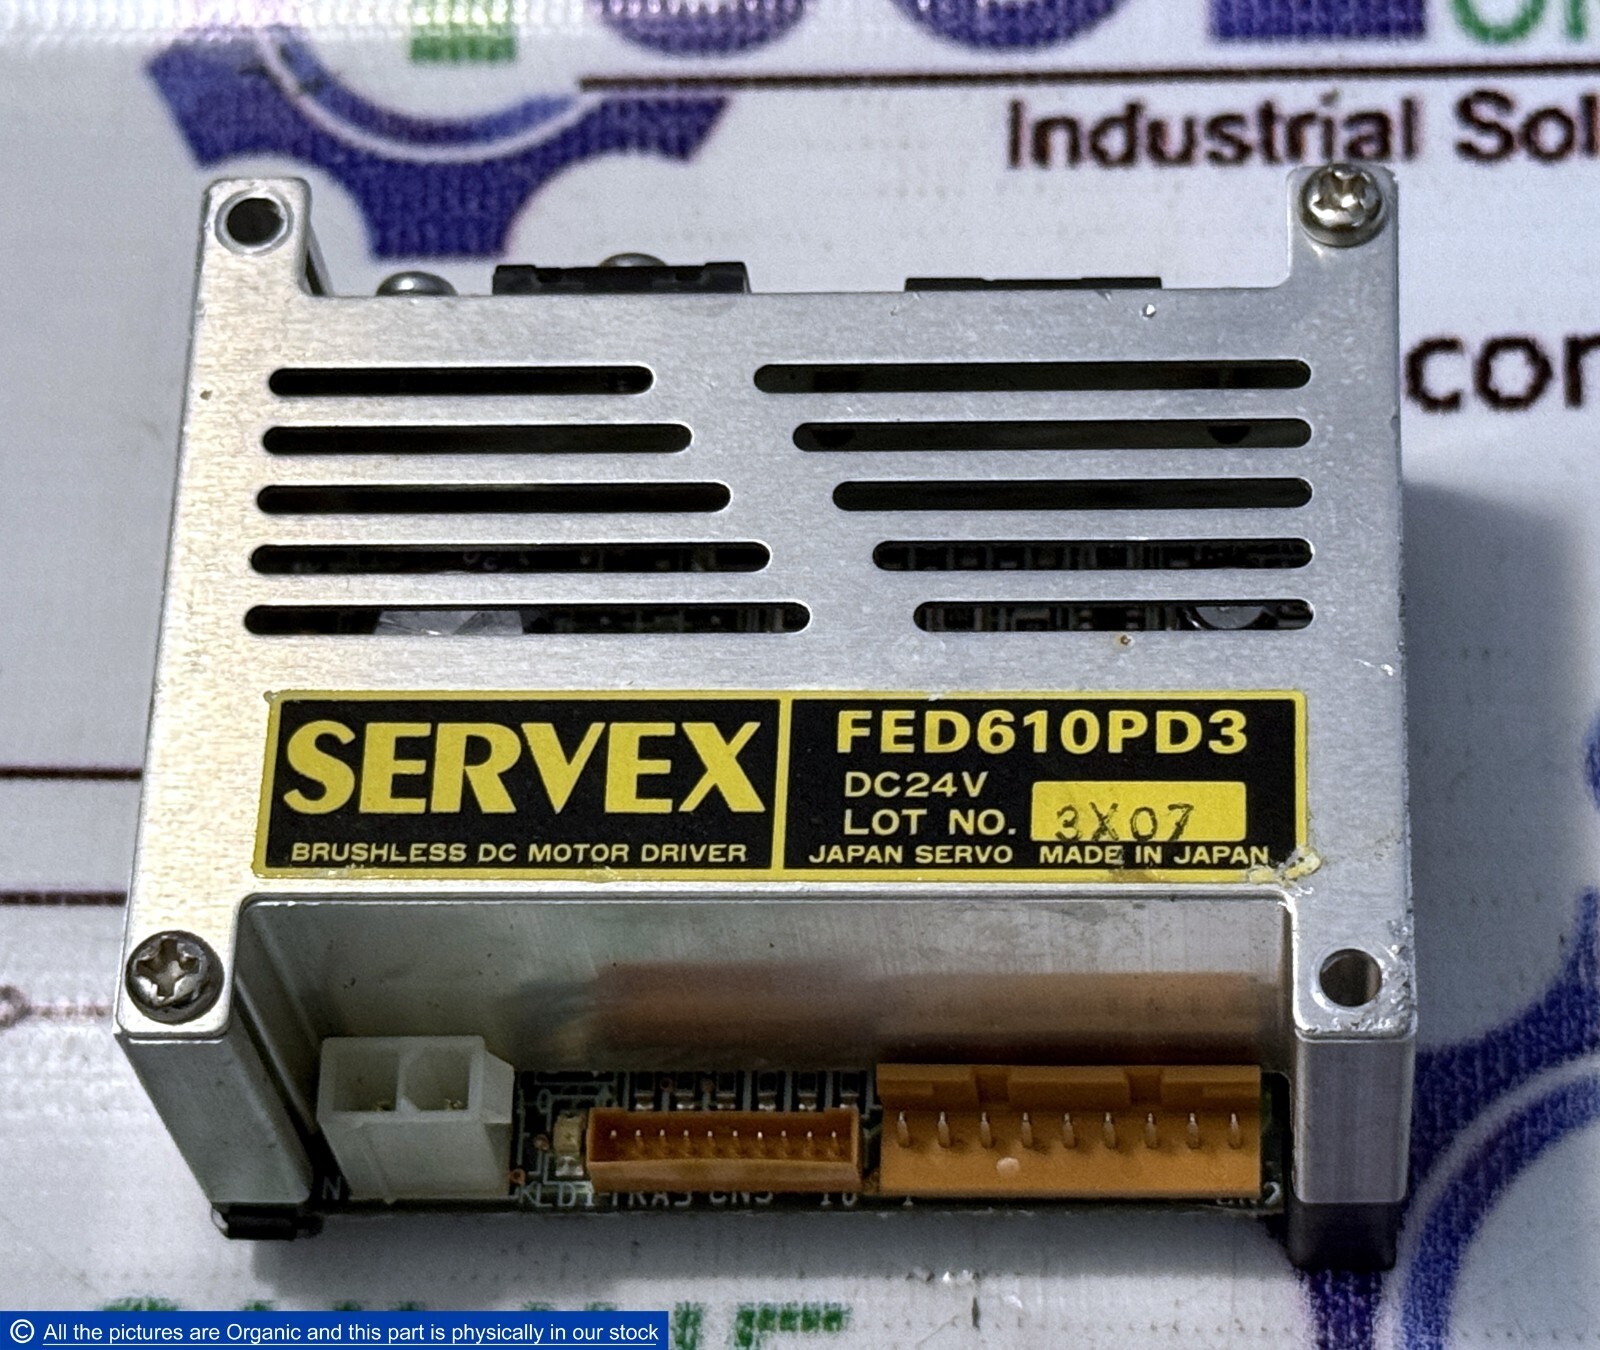 Industrial Sol
con
SERVEX
BRUSHLESS DC MOTOR DRIVER
FED610PD3
DC24V
LOT NO. 3X07
JAPAN SERVO MADE IN JAPAN
© All the pictures are Organic and this part is physically in our stock